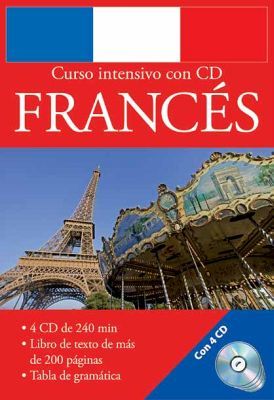 Curso intensivo con CD
FRANCÉS
• 4 CD de 240 min
• Libro de texto de más
de 200 páginas
• Tabla de gramática
Con 4 CD